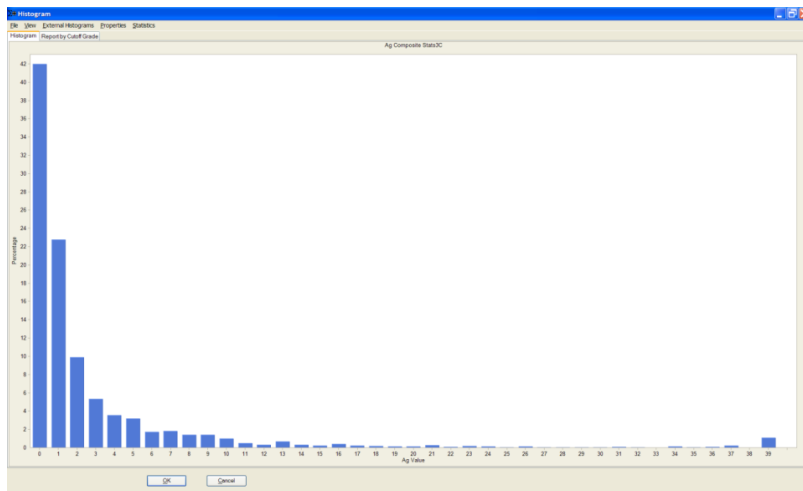 Histogram
File View External Histograms Properties Statistics
Histogram Report by Cutoff Grade
Ag Composite Stats3C
42
40
38
36
34
32
30
28
26
24
22
20
18
16
14
12
10
8
6
4
2
0
Percentage
0 1 2 3 4 5 6 7 8 9 10 11 12 13 14 15 16 17 18 19 20 21 22 23 24 25 26 27 28 29 30 31 32 33 34 35 36 37 38 39
Ag Value
OK Cancel